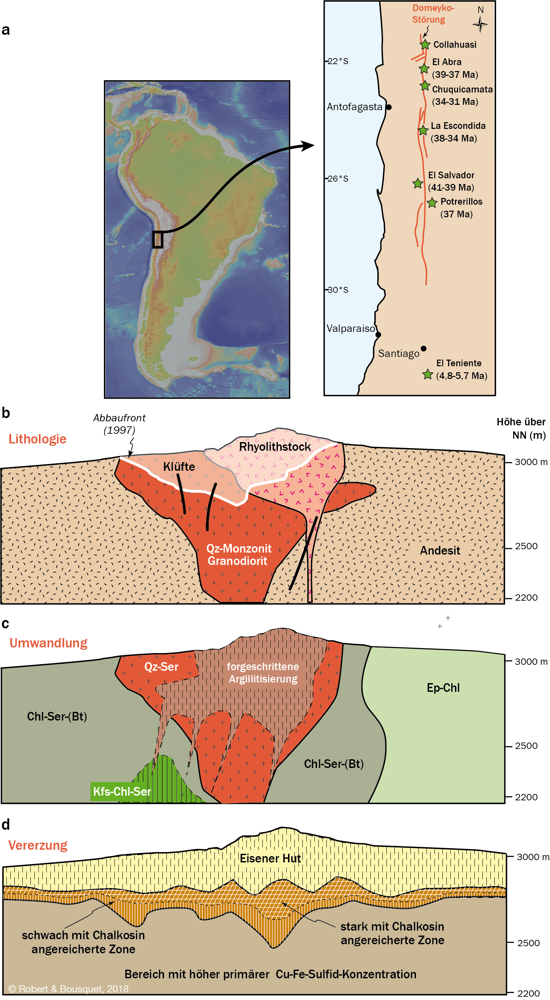 a
Domeyko-
Störung
N
Collahuasi
22°S
El Abra
(39-37 Ma)
Chuquicamata
(34-31 Ma)
Antofagasta
La Escondida
(38-34 Ma)
26°S
El Salvador
(41-39 Ma)
Potrerillos
(37 Ma)
30°S
Valparaiso
Santiago
El Teniente
(4,8-5,7 Ma)
b
Lithologie
Abbaufront
(1997)
Höhe über
NN (m)
Rhyolithstock
Klüfte
3000 m
Qz-Monzonit
Granodiorit
Andesit
2500
2200
c
Umwandlung
Qz-Ser
forgeschrittene
Argillitisierung
3000 m
Ep-Chl
Chl-Ser-(Bt)
2500
Chl-Ser-(Bt)
Kfs-Chl-Ser
2200
d
Vererzung
Eisener Hut
3000 m
schwach mit Chalkosin
angereicherte Zone
stark mit Chalkosin
angereicherte Zone
2500
Bereich mit höher primärer Cu-Fe-Sulfid-Konzentration
© Robert & Bousquet, 2018
2200